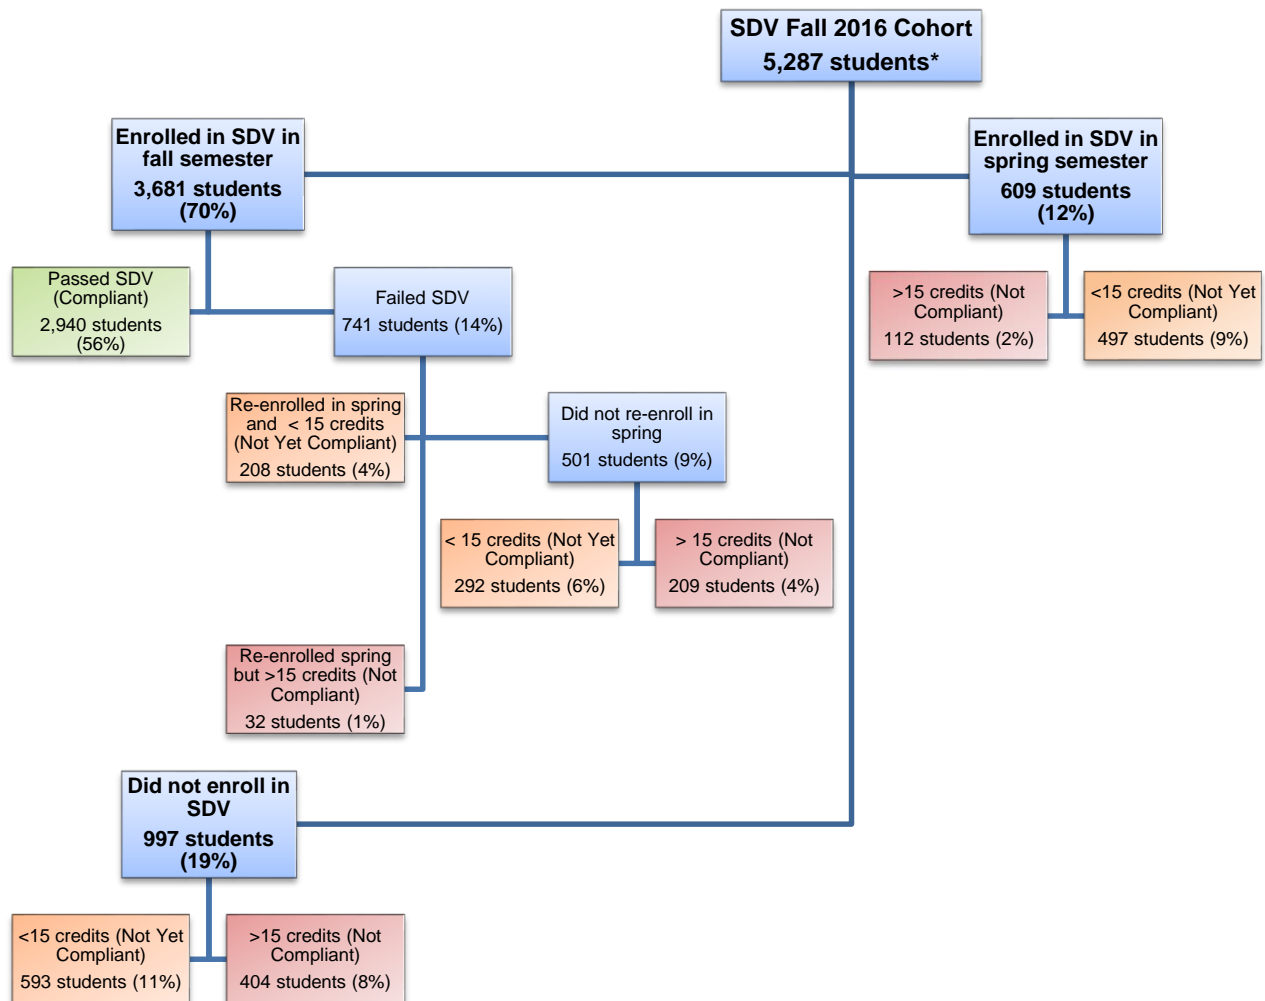 SDV Fall 2016 Cohort
5,287 students*
Enrolled in SDV in
fall semester
3,681 students
(70%)
Enrolled in SDV in
spring semester
609 students
(12%)
Passed SDV
(Compliant)
2,940 students
(56%)
Failed SDV
741 students (14%)
>15 credits (Not
Compliant)
112 students (2%)
<15 credits (Not Yet
Compliant)
497 students (9%)
Re-enrolled in spring
and < 15 credits
(Not Yet Compliant)
208 students (4%)
Did not re-enroll in
spring
501 students (9%)
< 15 credits (Not Yet
Compliant)
292 students (6%)
> 15 credits (Not
Compliant)
209 students (4%)
Re-enrolled spring
but >15 credits (Not
Compliant)
32 students (1%)
Did not enroll in
SDV
997 students
(19%)
<15 credits (Not Yet
Compliant)
593 students (11%)
>15 credits (Not
Compliant)
404 students (8%)